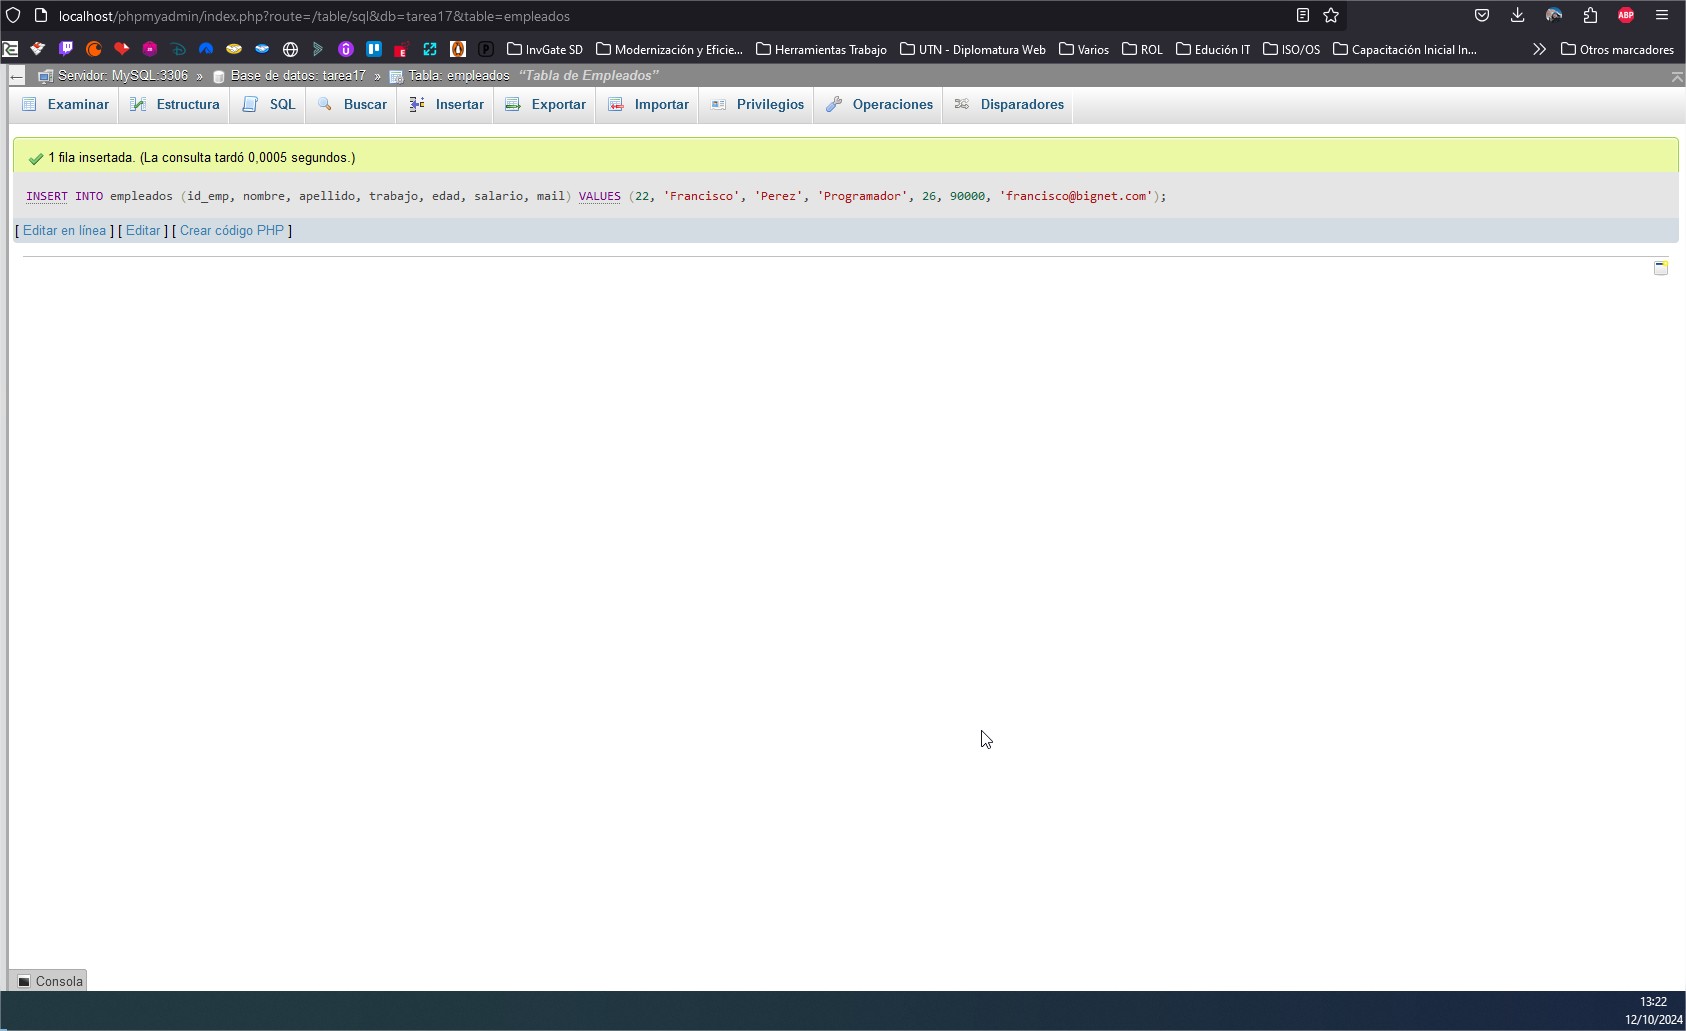 localhost/phpmyadmin/index.php?route=/table/sql&db=tarea17&table=empleados
ABP
InvGate SD Modernización y Eficie... Herramientas Trabajo UTN - Diplomatura Web Varios ROL Edución IT ISO/OS Capacitación Inicial In... Otros marcadores
Servidor: MySQL:3306 » Base de datos: tarea17 » Tabla: empleados "Tabla de Empleados"
Examinar Estructura SQL Buscar Insertar Exportar Importar Privilegios Operaciones Disparadores
1 fila insertada. (La consulta tardó 0,0005 segundos.)
INSERT INTO empleados (id_emp, nombre, apellido, trabajo, edad, salario, mail) VALUES (22, 'Francisco', 'Perez', 'Programador', 26, 90000, 'francisco@bignet.com');
[ Editar en línea ] [ Editar ] [ Crear código PHP ]
Consola
13:22
12/10/2024